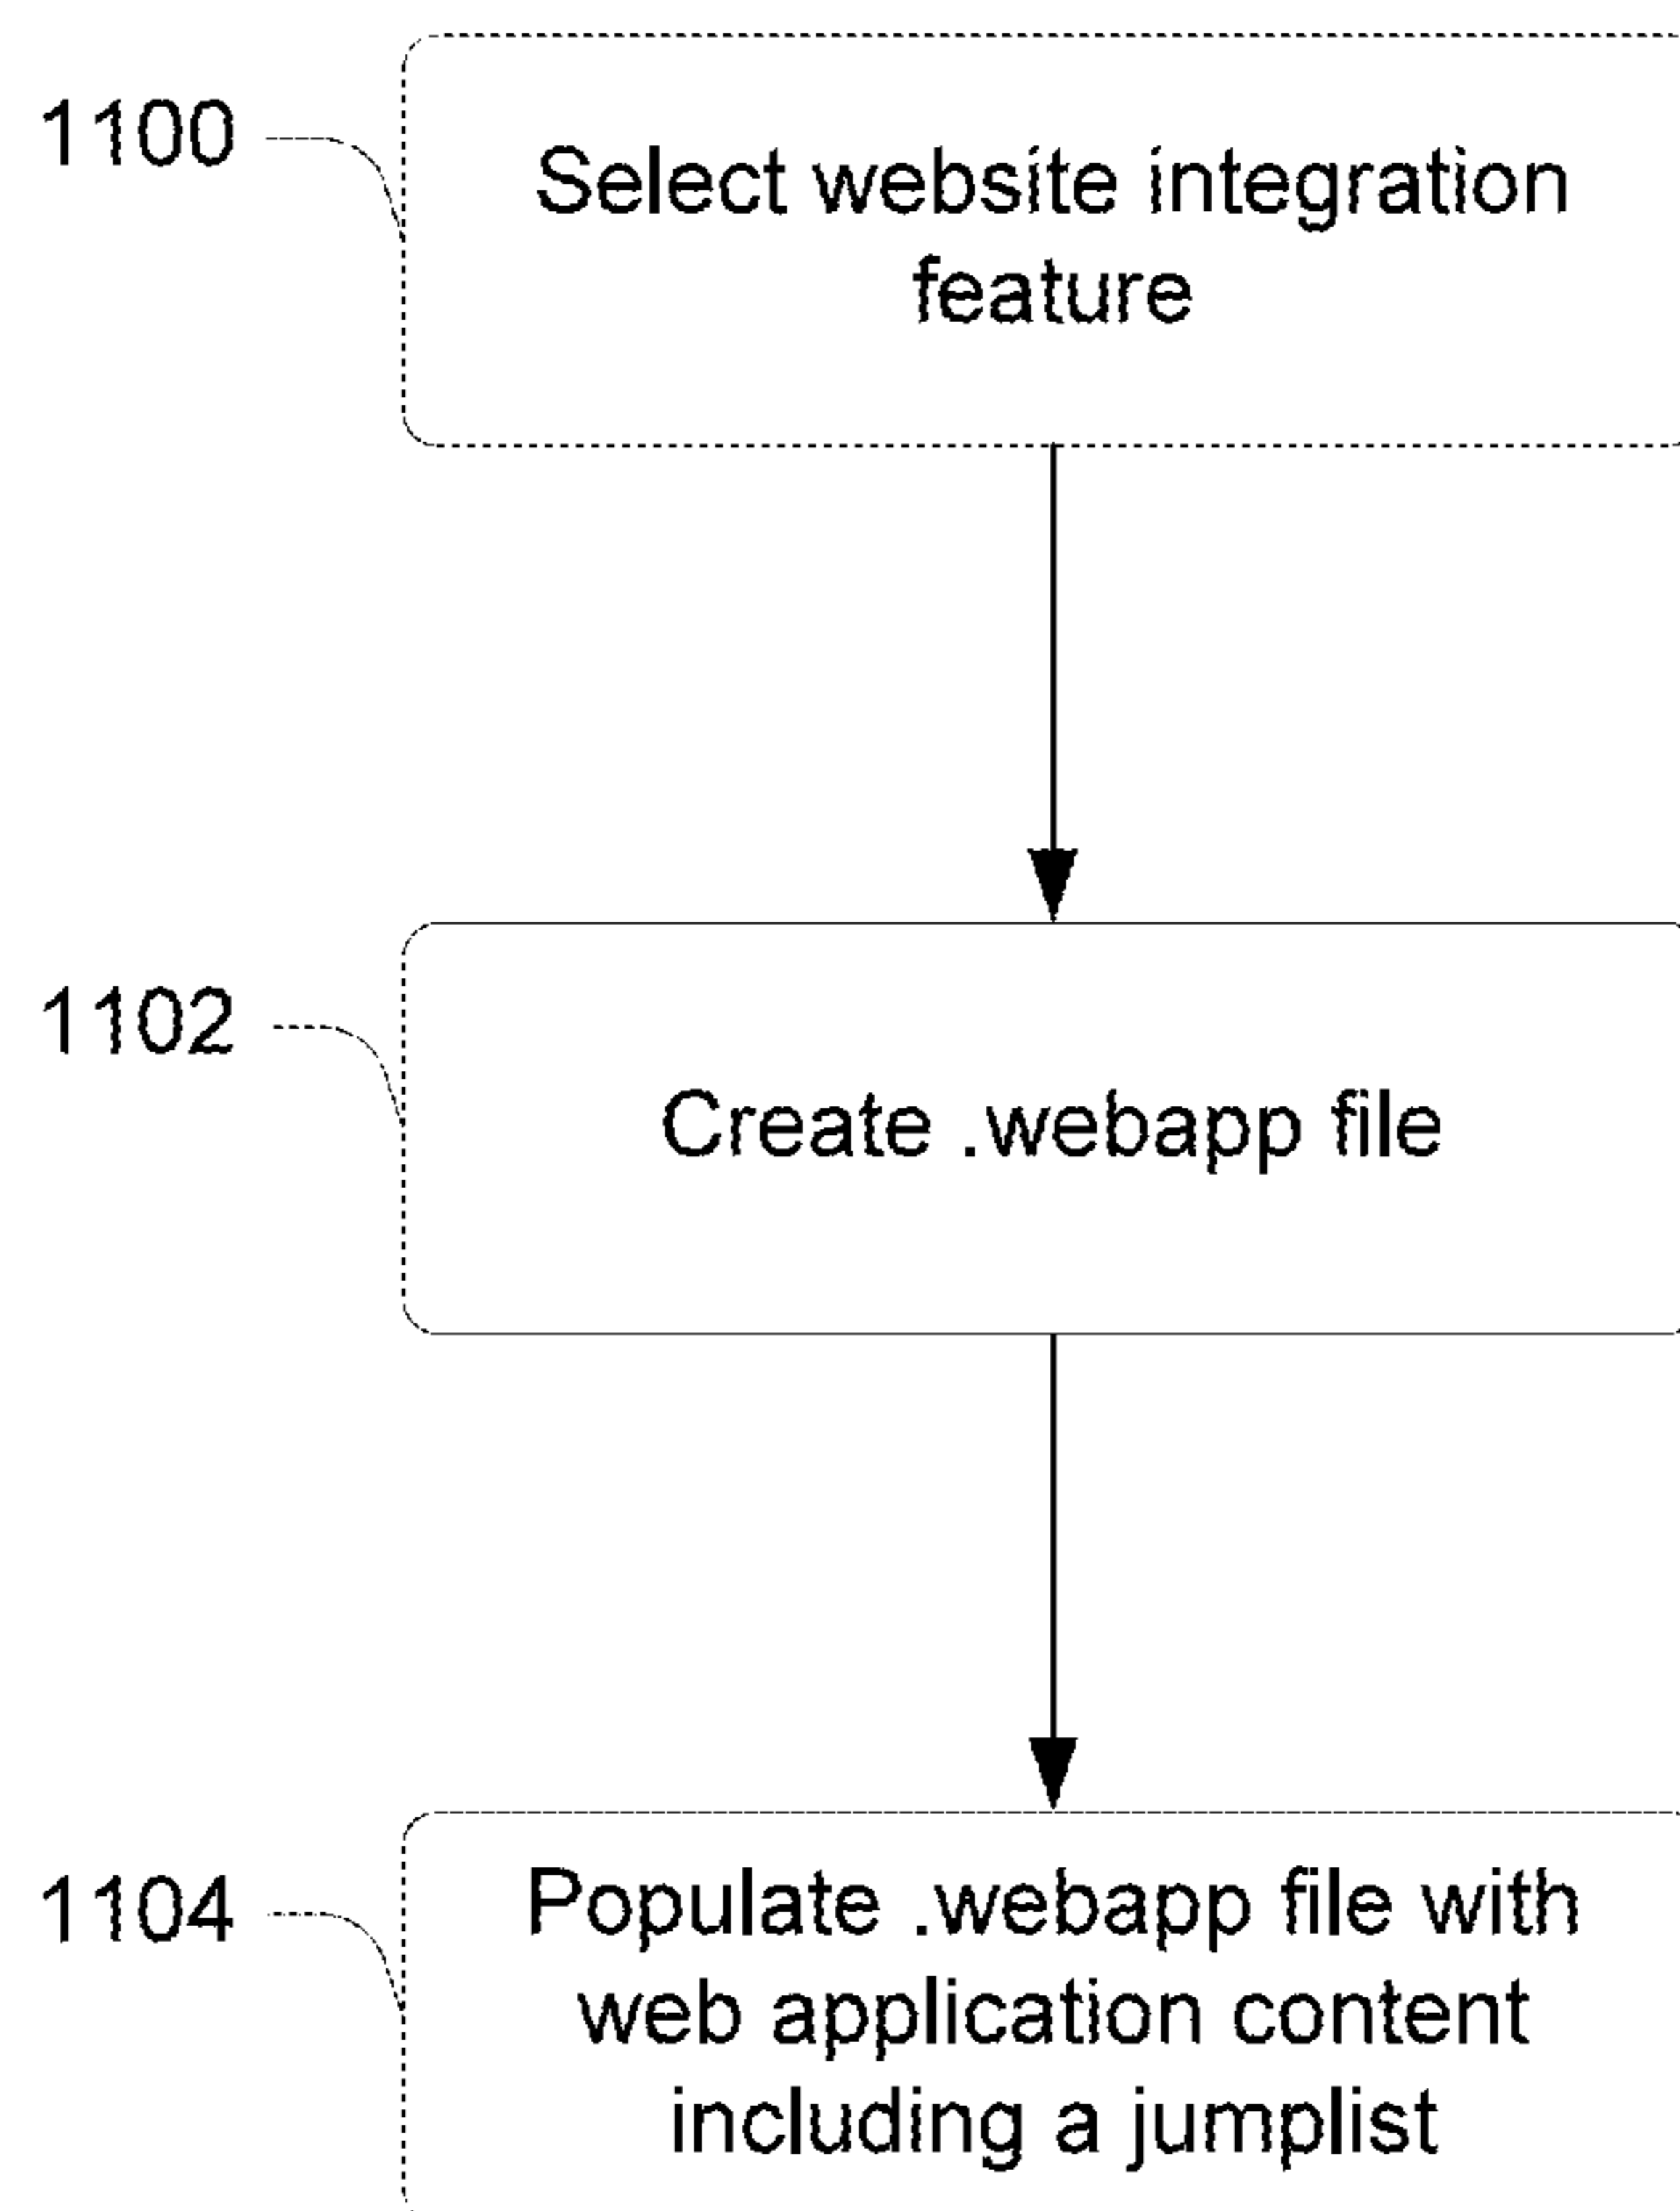 1100
Select website integration
feature
1102
Create .webapp file
1104
Populate .webapp file with
web application content
including a jumplist